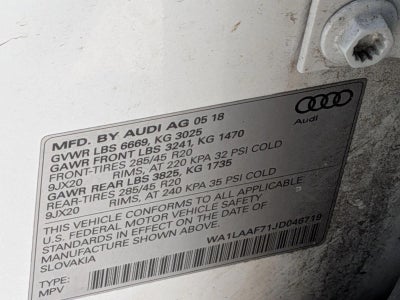 MFD. BY AUDI AG 05 18
GVWR LBS 6669, KG 3025
GAWR FRONT LBS 3241, KG 1470
FRONT-TIRES 285/45 R20
9JX20 RIMS, AT 220 KPA 32 PSI COLD
GAWR REAR LBS 3825, KG 1735
REAR-TIRES 285/45 R20
9JX20 RIMS, AT 240 KPA 35 PSI COLD
THIS VEHICLE CONFORMS TO ALL APPLICABLE
U.S. FEDERAL MOTOR VEHICLE SAFETY
STANDARDS IN EFFECT ON THE DATE OF
MANUFACTURE SHOWN ABOVE.
SLOVAKIA
WA1LAAF71JD046719
TYPE:
MPV
Audi